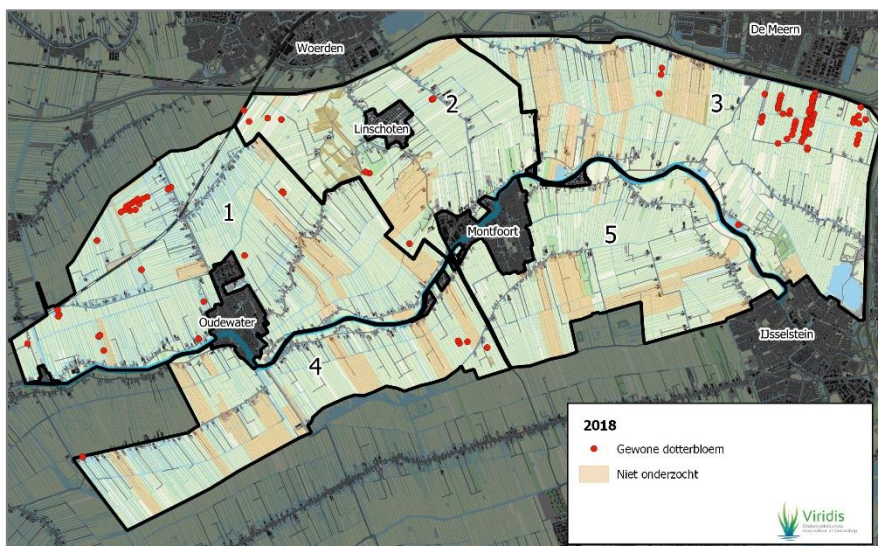 Woerden
De Meern
2
3
Linschoten
1
Montfoort
5
Oudewater
IJsselstein
4
2018
Gewone dotterbloem
Niet onderzocht
Viridis